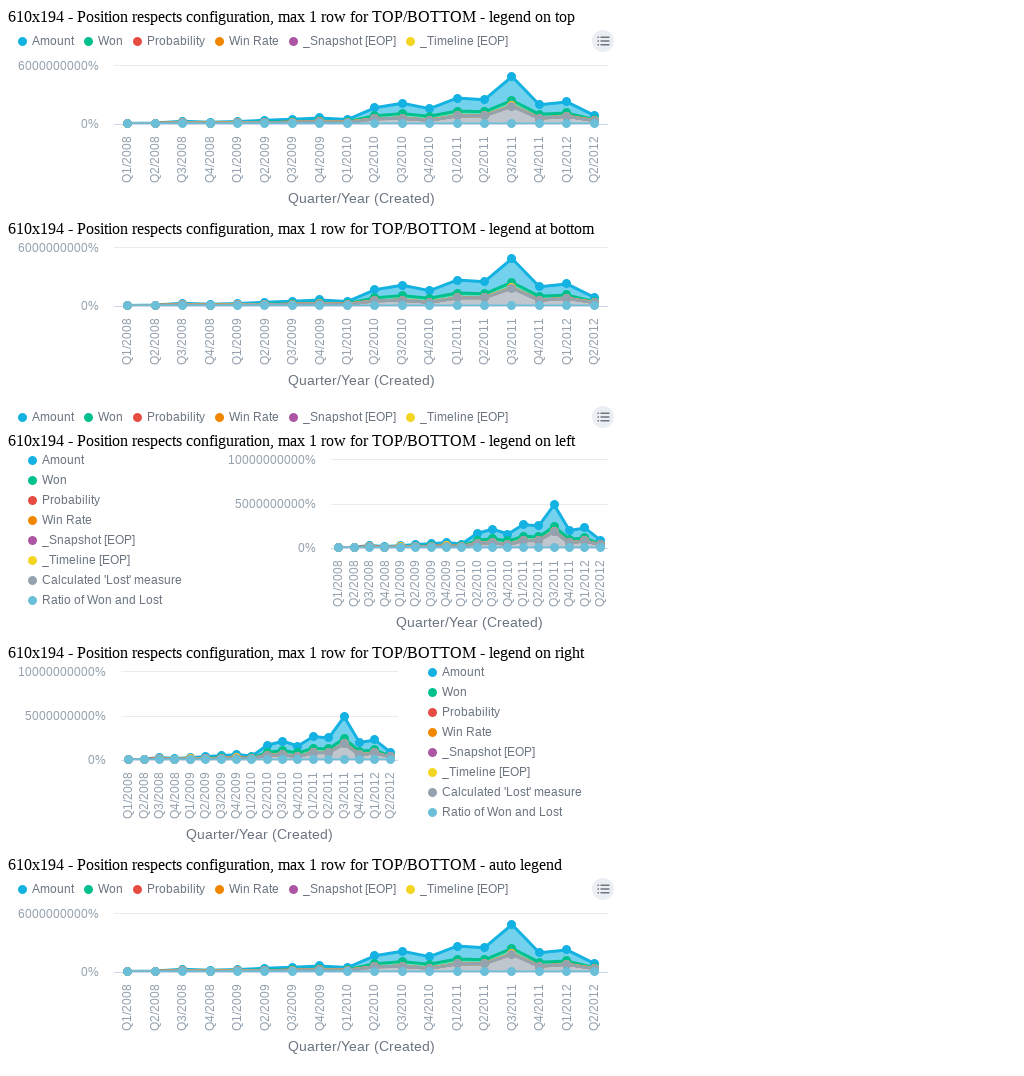 610x194 - Position respects configuration, max 1 row for TOP/BOTTOM - legend on top
Amount Won Probability Win Rate _Snapshot [EOP] _Timeline [EOP]
6000000000%
0%
Q1/2008 Q2/2008 Q3/2008 Q4/2008 Q1/2009 Q2/2009 Q3/2009 Q4/2009 Q1/2010 Q2/2010 Q3/2010 Q4/2010 Q1/2011 Q2/2011 Q3/2011 Q4/2011 Q1/2012 Q2/2012
Quarter/Year (Created)
610x194 - Position respects configuration, max 1 row for TOP/BOTTOM - legend at bottom
6000000000%
0%
Q1/2008 Q2/2008 Q3/2008 Q4/2008 Q1/2009 Q2/2009 Q3/2009 Q4/2009 Q1/2010 Q2/2010 Q3/2010 Q4/2010 Q1/2011 Q2/2011 Q3/2011 Q4/2011 Q1/2012 Q2/2012
Quarter/Year (Created)
Amount Won Probability Win Rate _Snapshot [EOP] _Timeline [EOP]
610x194 - Position respects configuration, max 1 row for TOP/BOTTOM - legend on left
Amount
Won
Probability
Win Rate
_Snapshot [EOP]
_Timeline [EOP]
Calculated 'Lost' measure
Ratio of Won and Lost
10000000000%
5000000000%
0%
Q1/2008 Q2/2008 Q3/2008 Q4/2008 Q1/2009 Q2/2009 Q3/2009 Q4/2009 Q1/2010 Q2/2010 Q3/2010 Q4/2010 Q1/2011 Q2/2011 Q3/2011 Q4/2011 Q1/2012 Q2/2012
Quarter/Year (Created)
610x194 - Position respects configuration, max 1 row for TOP/BOTTOM - legend on right
10000000000%
5000000000%
0%
Q1/2008 Q2/2008 Q3/2008 Q4/2008 Q1/2009 Q2/2009 Q3/2009 Q4/2009 Q1/2010 Q2/2010 Q3/2010 Q4/2010 Q1/2011 Q2/2011 Q3/2011 Q4/2011 Q1/2012 Q2/2012
Quarter/Year (Created)
Amount
Won
Probability
Win Rate
_Snapshot [EOP]
_Timeline [EOP]
Calculated 'Lost' measure
Ratio of Won and Lost
610x194 - Position respects configuration, max 1 row for TOP/BOTTOM - auto legend
Amount Won Probability Win Rate _Snapshot [EOP] _Timeline [EOP]
6000000000%
0%
Q1/2008 Q2/2008 Q3/2008 Q4/2008 Q1/2009 Q2/2009 Q3/2009 Q4/2009 Q1/2010 Q2/2010 Q3/2010 Q4/2010 Q1/2011 Q2/2011 Q3/2011 Q4/2011 Q1/2012 Q2/2012
Quarter/Year (Created)